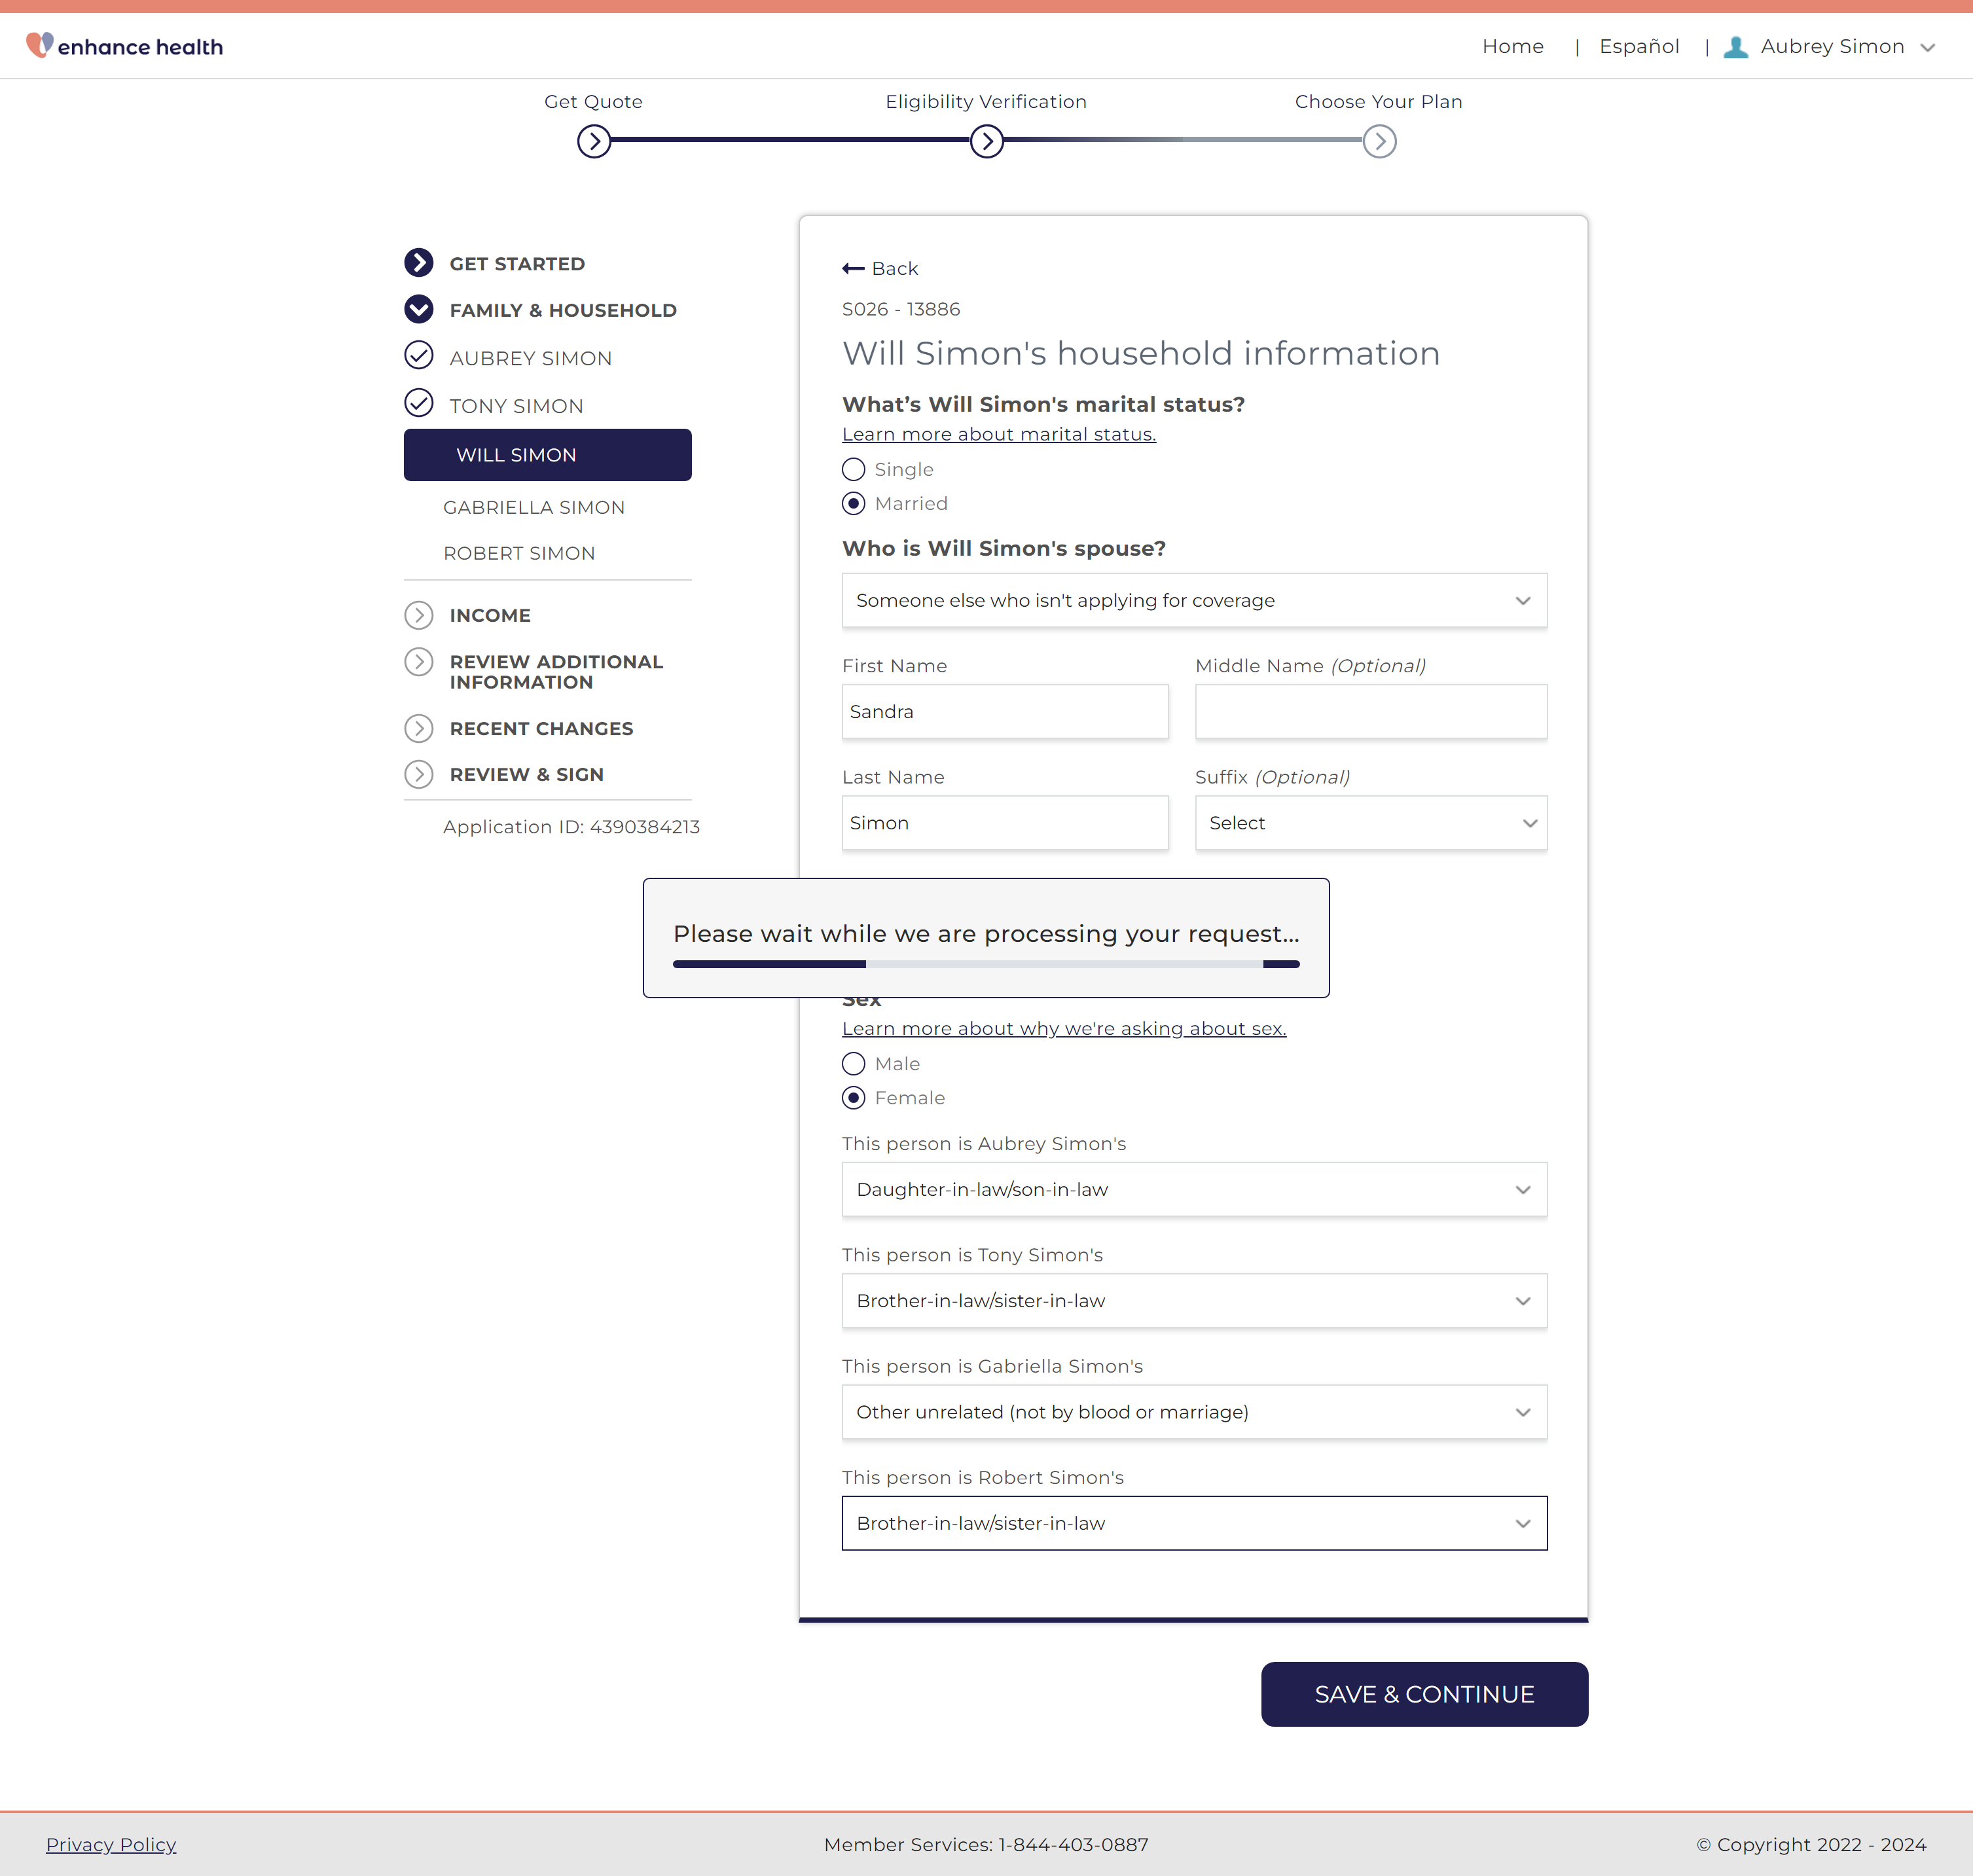 enhance health
Home | Español | Aubrey Simon
Get Quote
Eligibility Verification
Choose Your Plan
GET STARTED
FAMILY & HOUSEHOLD
AUBREY SIMON
TONY SIMON
WILL SIMON
GABRIELLA SIMON
ROBERT SIMON
INCOME
REVIEW ADDITIONAL
INFORMATION
RECENT CHANGES
REVIEW & SIGN
Application ID: 4390384213
Back
S026 - 13886
Will Simon's household information
What’s Will Simon's marital status?
Learn more about marital status.
Single
Married
Who is Will Simon's spouse?
Someone else who isn't applying for coverage
First Name
Middle Name (Optional)
Sandra
Last Name
Suffix (Optional)
Simon
Select
Please wait while we are processing your request...
Sex
Learn more about why we're asking about sex.
Male
Female
This person is Aubrey Simon's
Daughter-in-law/son-in-law
This person is Tony Simon's
Brother-in-law/sister-in-law
This person is Gabriella Simon's
Other unrelated (not by blood or marriage)
This person is Robert Simon's
Brother-in-law/sister-in-law
SAVE & CONTINUE
Privacy Policy
Member Services: 1-844-403-0887
© Copyright 2022 - 2024